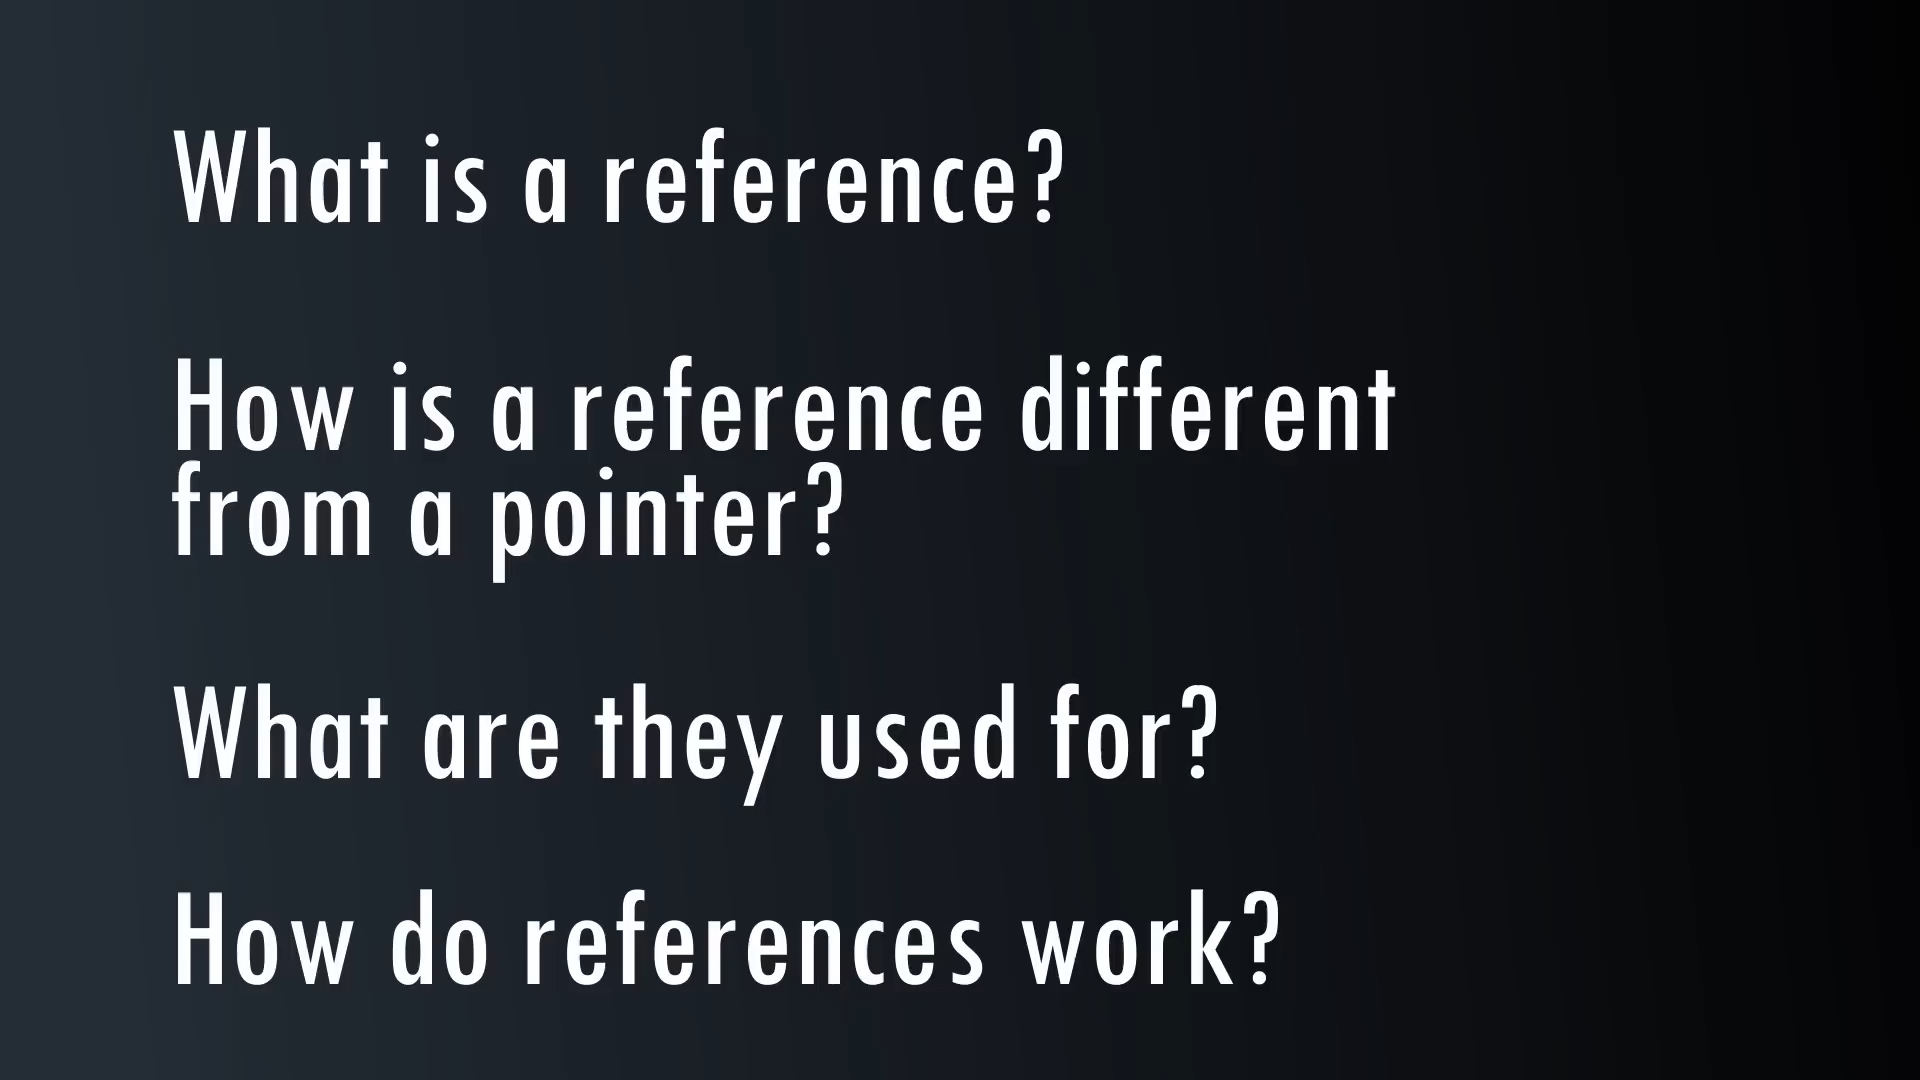 What is a reference?
How is a reference different
from a pointer?
What are they used for?
How do references work?